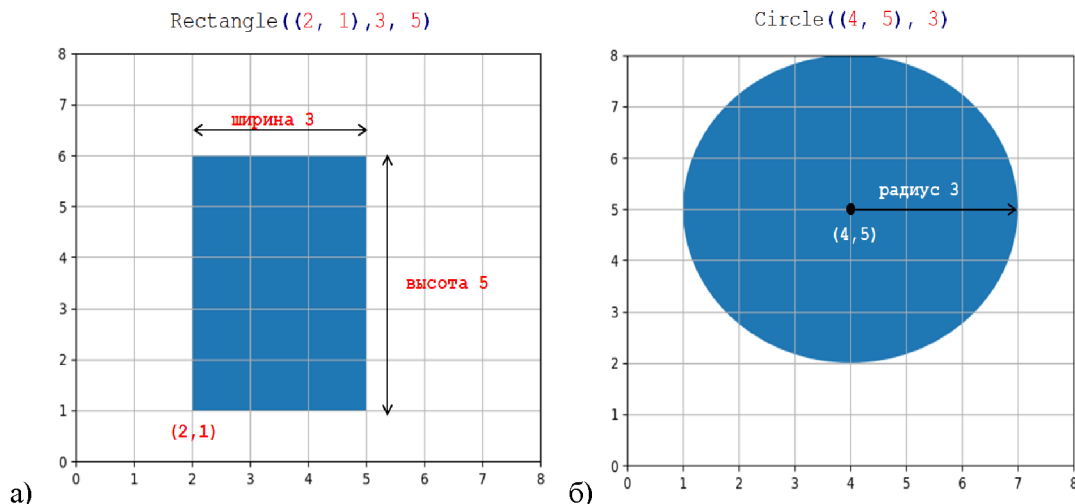 Rectangle((2, 1),3, 5)
8
7
6
5
4
3
2
1
0
0 1 2 3 4 5 6 7 8
ширина 3
высота 5
(2,1)
а)
Circle((4, 5), 3)
8
7
6
5
4
3
2
1
0
0 1 2 3 4 5 6 7 8
радиус 3
(4,5)
б)